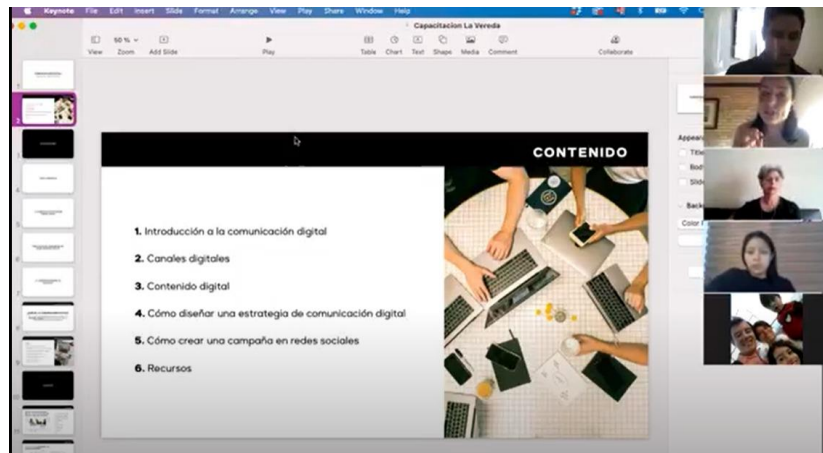 Keynote File Edit Insert Slide Format Arrange View Play Share Window Help
Capacitacion La Vereda
50 %
View Zoom Add Slide Play Table Chart Text Shape Media Comment Collaborate
CONTENIDO
1. Introducción a la comunicación digital
2. Canales digitales
3. Contenido digital
4. Cómo diseñar una estrategia de comunicación digital
5. Cómo crear una campaña en redes sociales
6. Recursos